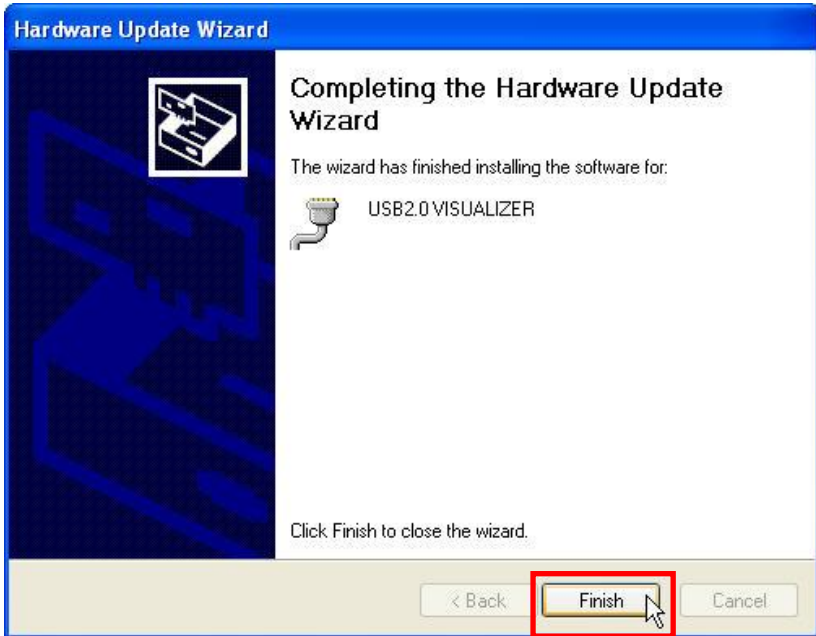 Hardware Update Wizard
Completing the Hardware Update
Wizard
The wizard has finished installing the software for:
USB2.0 VISUALIZER
Click Finish to close the wizard.
< Back Finish Cancel